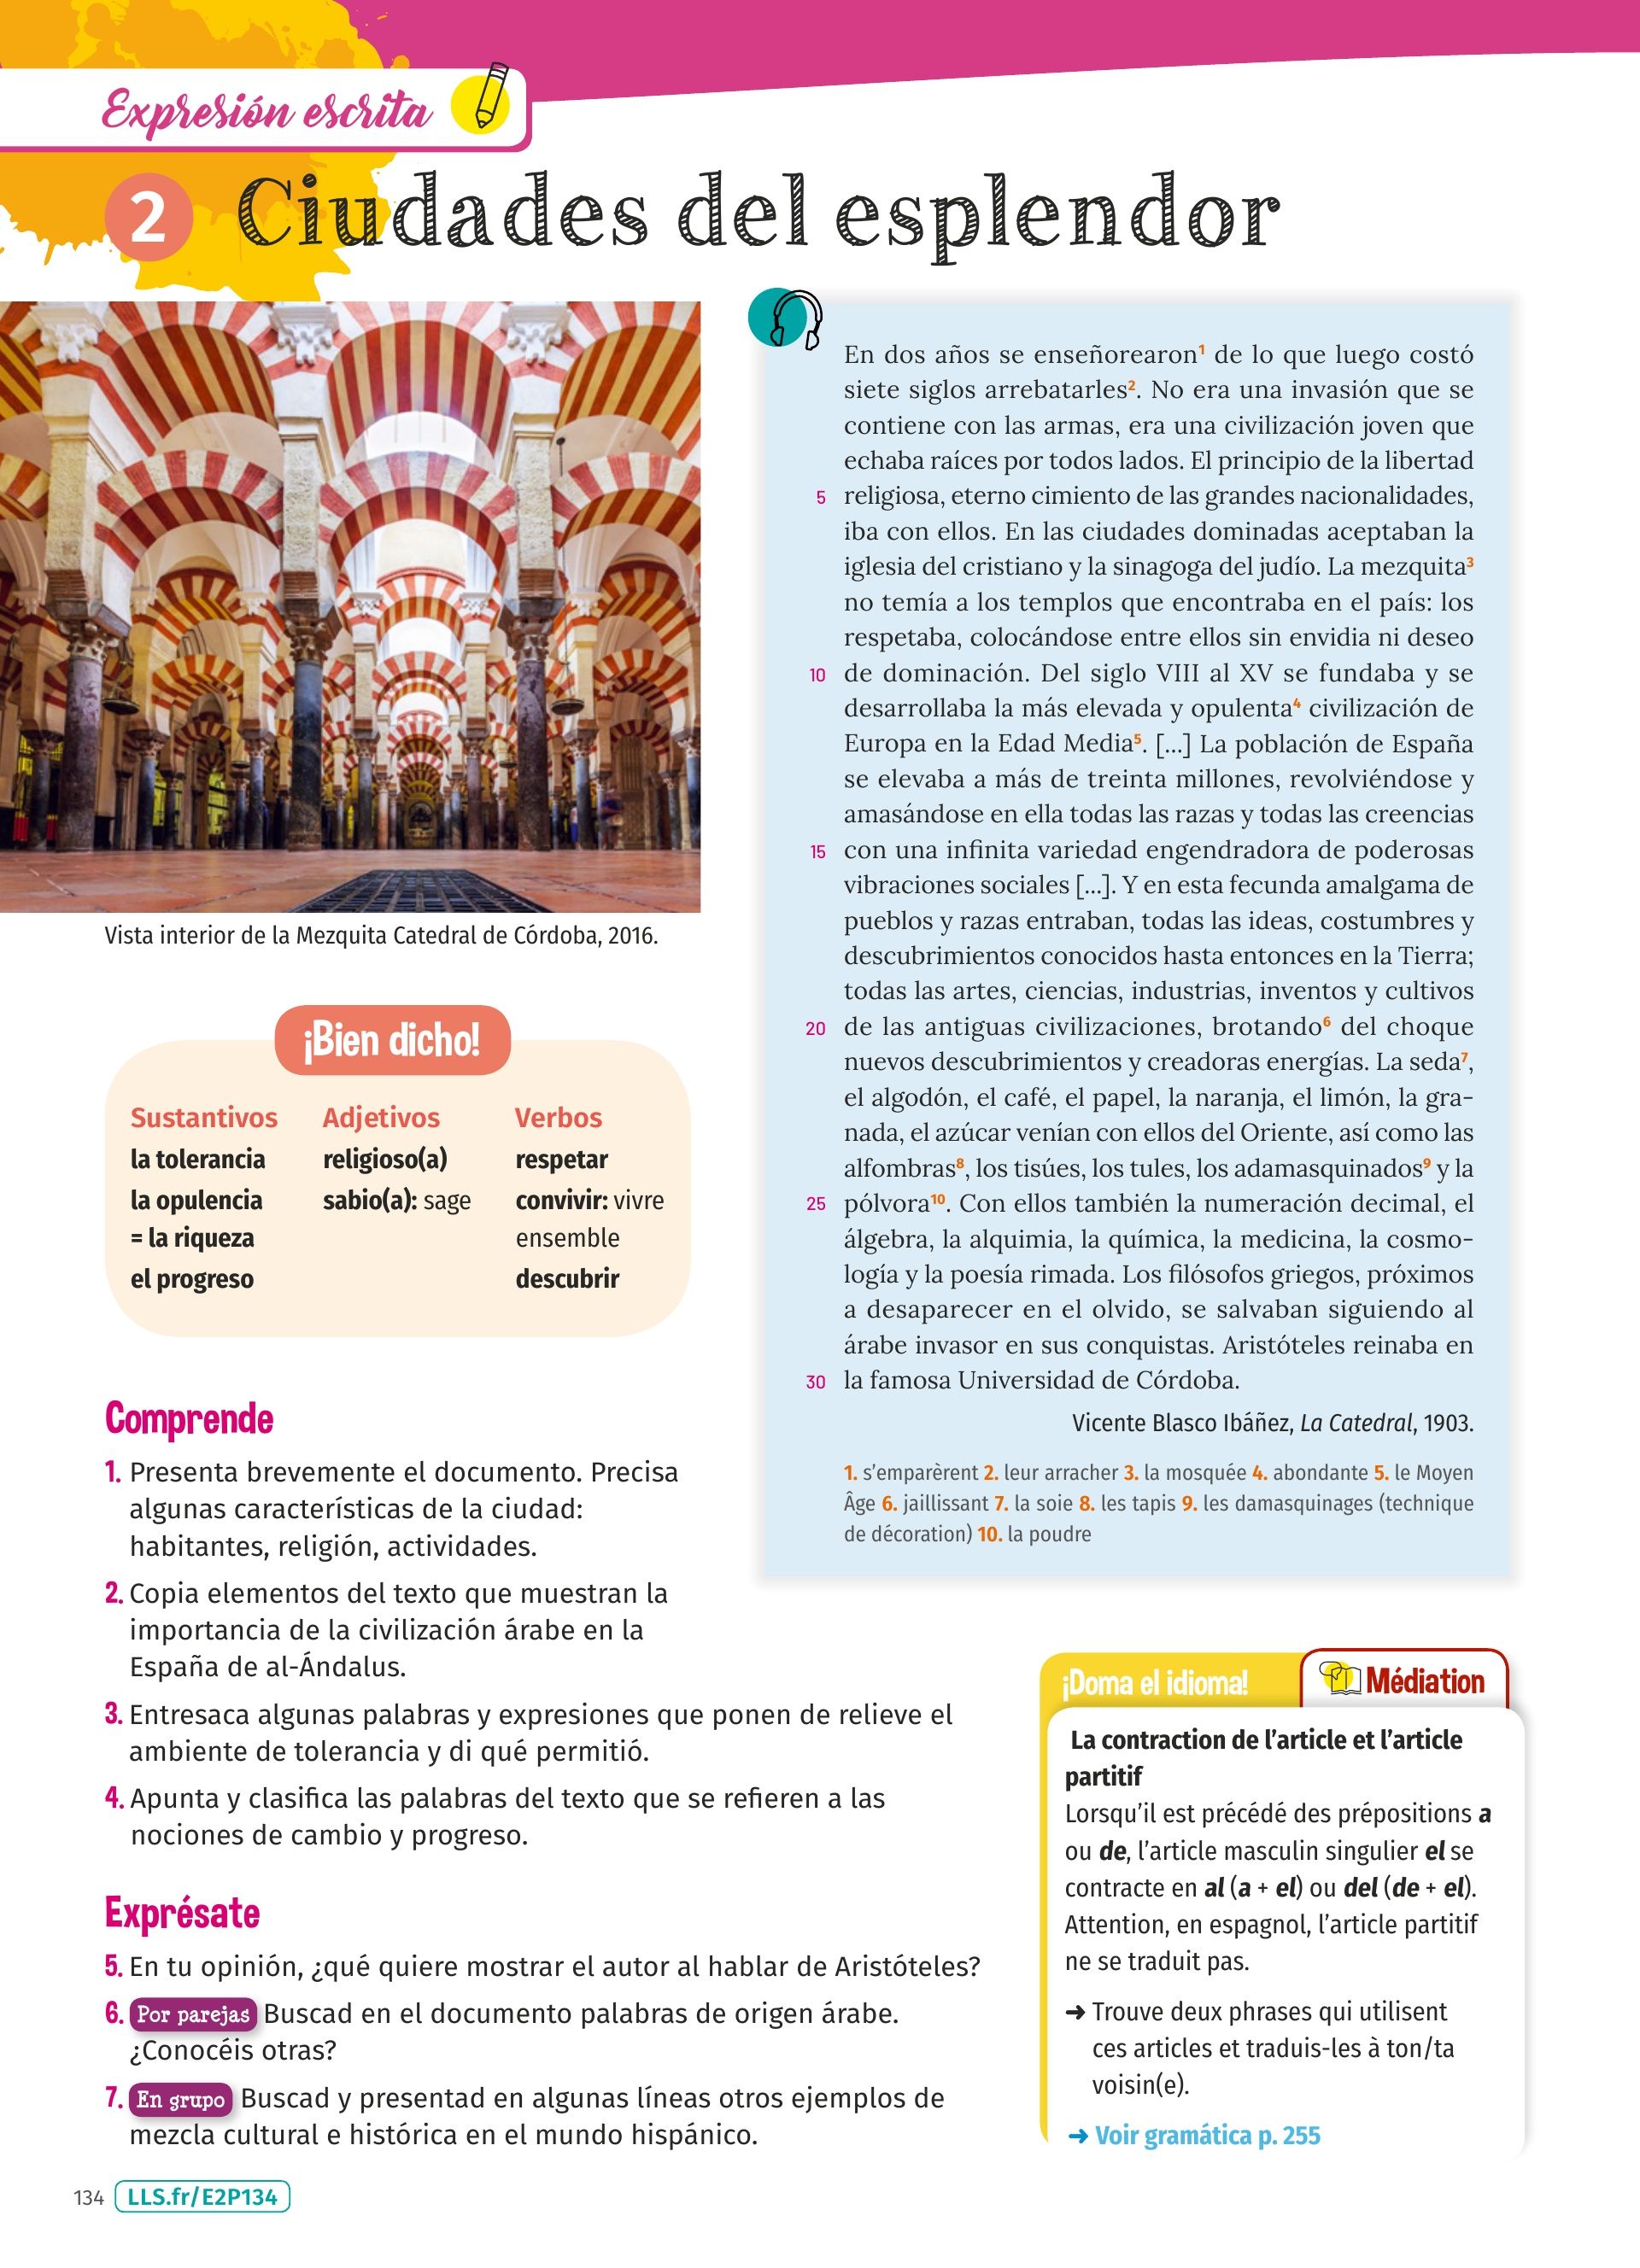 Expresión escrita
2 Ciudades del esplendor
Vista interior de la Mezquita Catedral de Córdoba, 2016.
¡Bien dicho!
Sustantivos
la tolerancia
la opulencia
= la riqueza
el progreso
Adjetivos
religioso(a)
sabio(a): sage
Verbos
respetar
convivir: vivre
ensemble
descubrir
En dos años se enseñorearon1 de lo que luego costó
siete siglos arrebatarles2. No era una invasión que se
contiene con las armas, era una civilización joven que
echaba raíces por todos lados. El principio de la libertad
5 religiosa, eterno cimiento de las grandes nacionalidades,
iba con ellos. En las ciudades dominadas aceptaban la
iglesia del cristiano y la sinagoga del judío. La mezquita3
no temía a los templos que encontraba en el país: los
respetaba, colocándose entre ellos sin envidia ni deseo
10 de dominación. Del siglo VIII al XV se fundaba y se
desarrollaba la más elevada y opulenta4 civilización de
Europa en la Edad Media5. [...] La población de España
se elevaba a más de treinta millones, revolviéndose y
amasándose en ella todas las razas y todas las creencias
15 con una infinita variedad engendradora de poderosas
vibraciones sociales [...]. Y en esta fecunda amalgama de
pueblos y razas entraban, todas las ideas, costumbres y
descubrimientos conocidos hasta entonces en la Tierra;
todas las artes, ciencias, industrias, inventos y cultivos
20 de las antiguas civilizaciones, brotando6 del choque
nuevos descubrimientos y creadoras energías. La seda7,
el algodón, el café, el papel, la naranja, el limón, la gra-
nada, el azúcar venían con ellos del Oriente, así como las
alfombras8, los tisúes, los tules, los adamasquinados9 y la
25 pólvora10. Con ellos también la numeración decimal, el
álgebra, la alquimia, la química, la medicina, la cosmo-
logía y la poesía rimada. Los filósofos griegos, próximos
a desaparecer en el olvido, se salvaban siguiendo al
árabe invasor en sus conquistas. Aristóteles reinaba en
30 la famosa Universidad de Córdoba.
Vicente Blasco Ibáñez, La Catedral, 1903.
1. s'emparèrent 2. leur arracher 3. la mosquée 4. abondante 5. le Moyen
Âge 6. jaillissant 7. la soie 8. les tapis 9. les damasquinages (technique
de décoration) 10. la poudre
Comprende
1. Presenta brevemente el documento. Precisa
algunas características de la ciudad:
habitantes, religión, actividades.
2. Copia elementos del texto que muestran la
importancia de la civilización árabe en la
España de al-Ándalus.
3. Entresaca algunas palabras y expresiones que ponen de relieve el
ambiente de tolerancia y di qué permitió.
4. Apunta y clasifica las palabras del texto que se refieren a las
nociones de cambio y progreso.
Exprésate
5. En tu opinión, ¿qué quiere mostrar el autor al hablar de Aristóteles?
6. Por parejas Buscad en el documento palabras de origen árabe.
¿Conocéis otras?
7. En grupo Buscad y presentad en algunas líneas otros ejemplos de
mezcla cultural e histórica en el mundo hispánico.
¡Doma el idioma! Médiation
La contraction de l'article et l'article
partitif
Lorsqu'il est précédé des prépositions a
ou de, l'article masculin singulier el se
contracte en al (a + el) ou del (de + el).
Attention, en espagnol, l'article partitif
ne se traduit pas.
➜ Trouve deux phrases qui utilisent
ces articles et traduis-les à ton/ta
voisin(e).
➜ Voir gramática p. 255
134 LLS.fr/E2P134